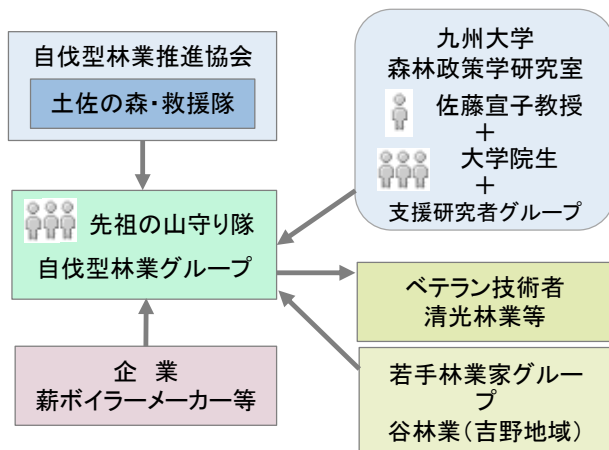 自伐型林業推進協会
土佐の森・救援隊
九州大学
森林政策学研究室
佐藤宣子教授
+
大学院生
+
支援研究者グループ
先祖の山守り隊
自伐型林業グループ
ベテラン技術者
清光林業等
企　業
薪ボイラーメーカー等
若手林業家グルー
プ
谷林業（吉野地域）